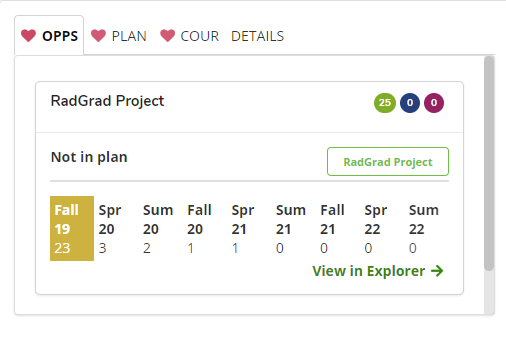 OPPS PLAN COUR DETAILS
RadGrad Project 25 0 0
Not in plan RadGrad Project
Fall Spr Sum Fall Spr Sum Fall Spr Sum
19 20 20 20 21 21 21 22 22
23 3 2 1 1 0 0 0 0
View in Explorer →